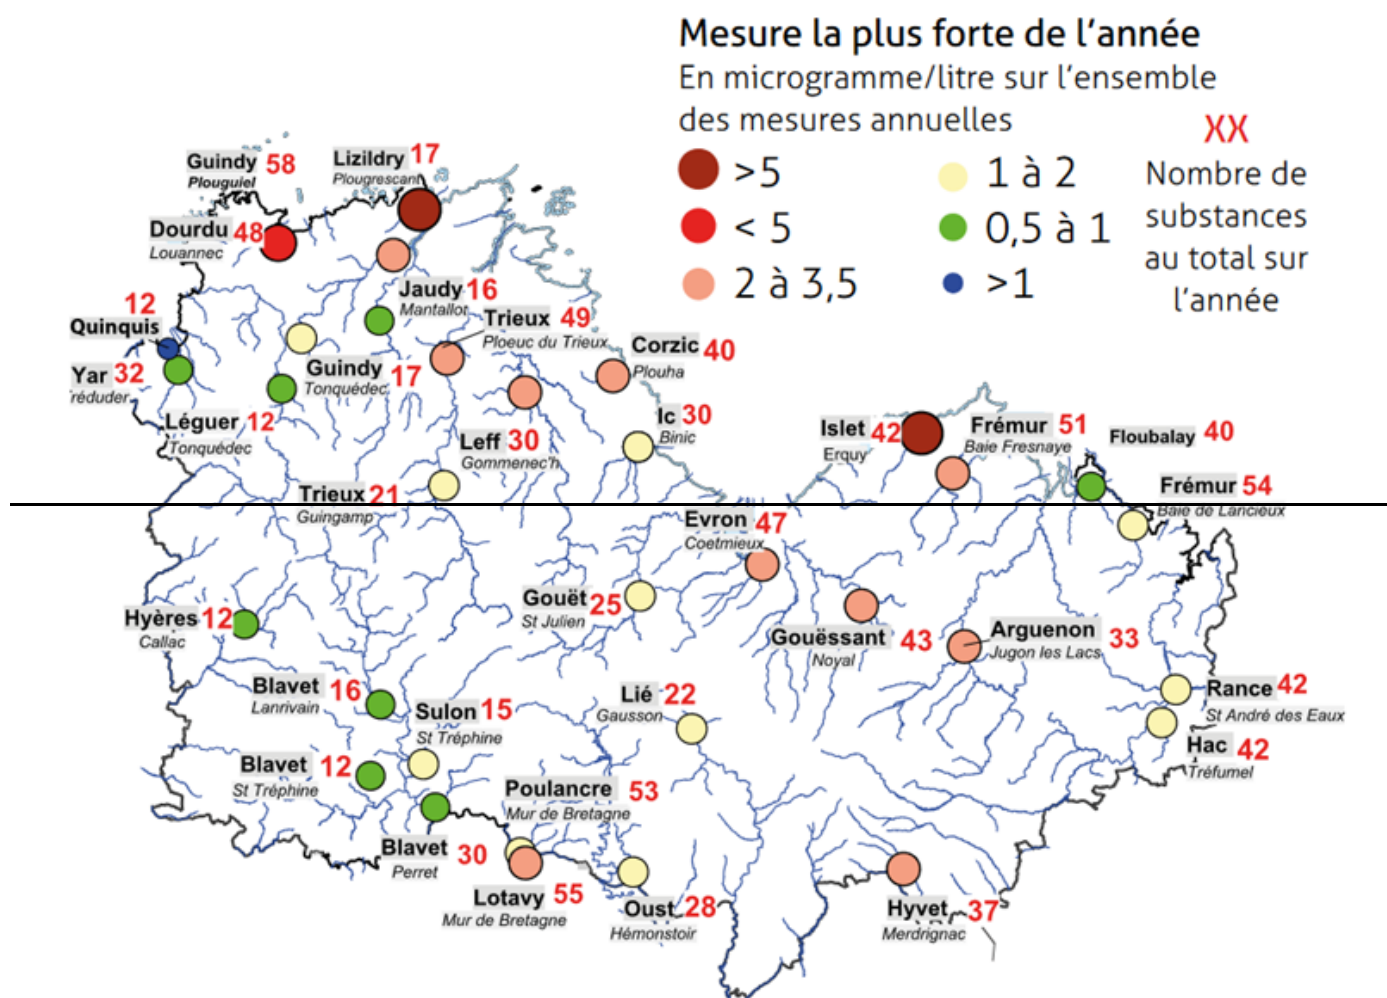 Mesure la plus forte de l'année
En microgramme/litre sur l'ensemble
des mesures annuelles
XX
Nombre de
substances
au total sur
l'année
>5
< 5
2 à 3,5
1 à 2
0,5 à 1
>1
Guindy 58
Plouguiel
Lizildry 17
Plougrescant
Dourdu 48
Louannec
Jaudy 16
Mantallot
12
Quinquis
Trieux 49
Ploeuc du Trieux
Yar 32
réduder
Guindy 17
Tonquédec
Corzic 40
Plouha
Léguer 12
Tonquédec
Leff 30
Gommenec'h
Ic 30
Binic
Islet 42
Erquy
Frémur 51
Baie Fresnaye
Floubalay 40
Trieux 21
Guingamp
Frémur 54
Baie de Lancieux
Evron 47
Coetmieux
Hyères 12
Callac
Gouët 25
St Julien
Gouëssant 43
Noyal
Arguenon 33
Jugon les Lacs
Blavet 16
Lanrivain
Sulon 15
St Tréphine
Lié 22
Gausson
Rance 42
St André des Eaux
Hac 42
Tréfumel
Blavet 12
St Tréphine
Poulancre 53
Mur de Bretagne
Blavet 30
Perret
Lotavy 55
Mur de Bretagne
Oust 28
Hémonstoir
Hyvet 37
Merdrignac